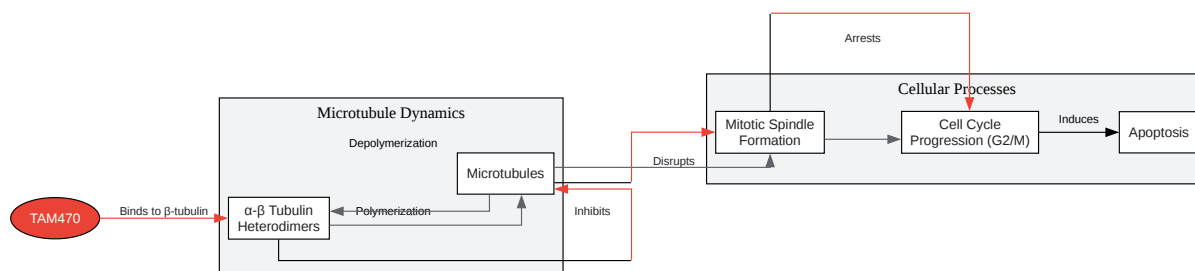 Arrests
Cellular Processes
Mitotic Spindle
Formation
Cell Cycle
Progression (G2/M)
Induces
Apoptosis
Microtubule Dynamics
Depolymerization
Microtubules
Disrupts
TAM470
Binds to β-tubulin
α-β Tubulin
Heterodimers
Polymerization
Inhibits